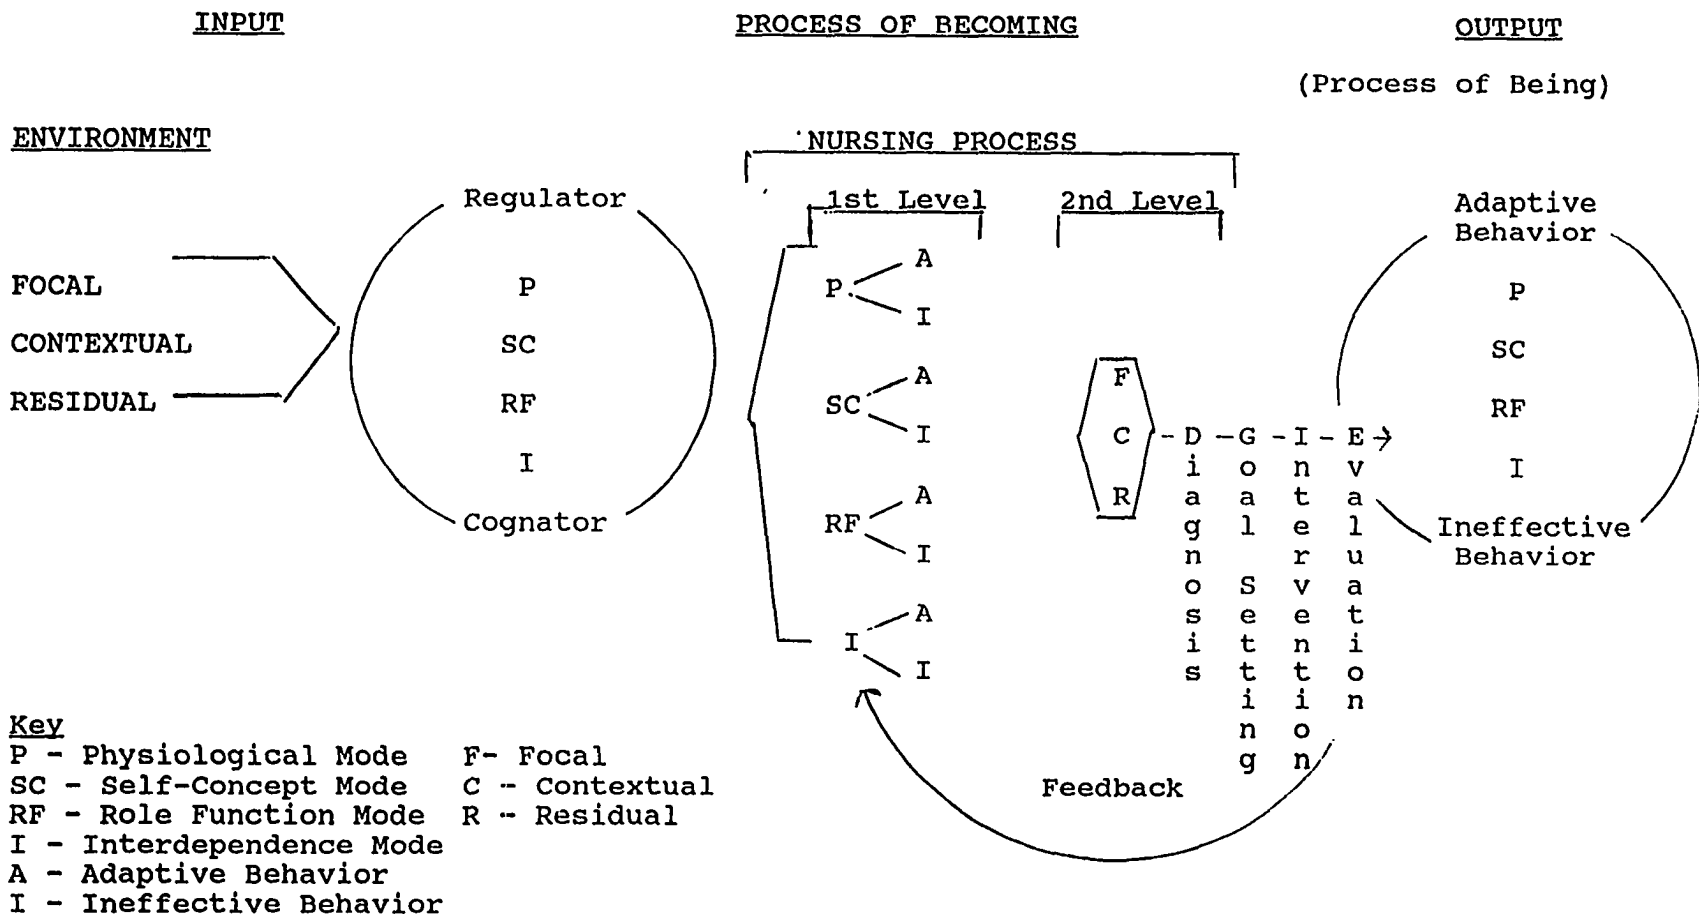 INPUT
PROCESS OF BECOMING
OUTPUT
(Process of Being)
ENVIRONMENT
NURSING PROCESS
Regulator
1st Level
2nd Level
Adaptive
Behavior
FOCAL
CONTEXTUAL
RESIDUAL
P
SC
RF
I
Cognator
P
A
I
SC
A
I
RF
A
I
I
A
I
F
C
R
Diagnosis
Goal Setting
Intervention
Evaluation
P
SC
RF
I
Ineffective
Behavior
Feedback
Key
P - Physiological Mode F- Focal
SC - Self-Concept Mode C - Contextual
RF - Role Function Mode R - Residual
I - Interdependence Mode
A - Adaptive Behavior
I - Ineffective Behavior